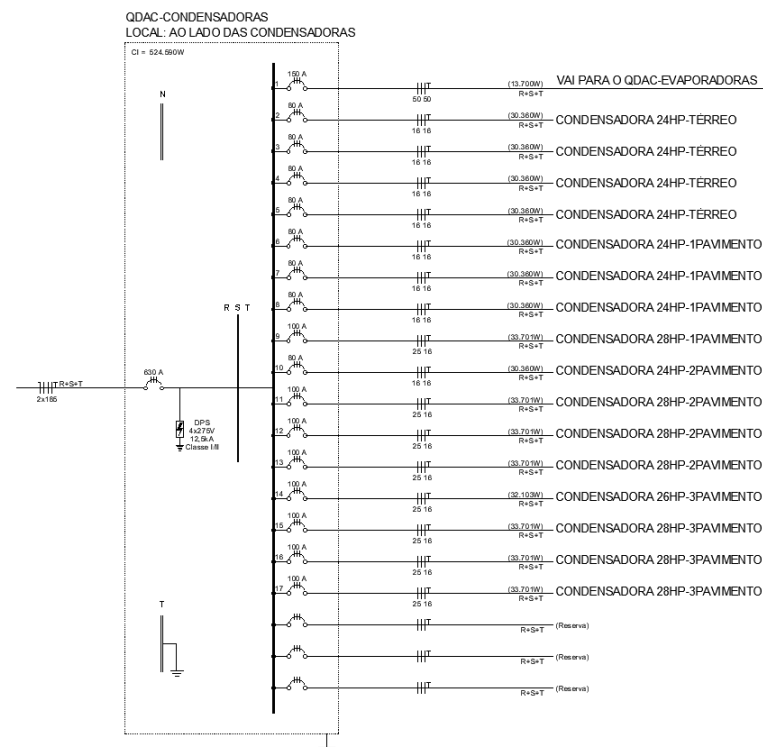 QDAC-CONDENSADORAS
LOCAL: AO LADO DAS CONDENSADORAS
CI = 524.590W
N
R S T
T
630 A
R+S+T
2x185
DPS
4x275V
12,5kA
Classe I/II
1 150 A 50 50 (13.700W) R+S+T VAI PARA O QDAC-EVAPORADORAS
2 80 A 16 16 (30.360W) R+S+T CONDENSADORA 24HP-TÉRREO
3 80 A 16 16 (30.360W) R+S+T CONDENSADORA 24HP-TÉRREO
4 80 A 16 16 (30.360W) R+S+T CONDENSADORA 24HP-TÉRREO
5 80 A 16 16 (30.360W) R+S+T CONDENSADORA 24HP-TÉRREO
6 80 A 16 16 (30.360W) R+S+T CONDENSADORA 24HP-1PAVIMENTO
7 80 A 16 16 (30.360W) R+S+T CONDENSADORA 24HP-1PAVIMENTO
8 80 A 16 16 (30.360W) R+S+T CONDENSADORA 24HP-1PAVIMENTO
9 100 A 25 16 (33.701W) R+S+T CONDENSADORA 28HP-1PAVIMENTO
10 80 A 16 16 (30.360W) R+S+T CONDENSADORA 24HP-2PAVIMENTO
11 100 A 25 16 (33.701W) R+S+T CONDENSADORA 28HP-2PAVIMENTO
12 100 A 25 16 (33.701W) R+S+T CONDENSADORA 28HP-2PAVIMENTO
13 100 A 25 16 (33.701W) R+S+T CONDENSADORA 28HP-2PAVIMENTO
14 100 A 25 16 (32.103W) R+S+T CONDENSADORA 26HP-3PAVIMENTO
15 100 A 25 16 (33.701W) R+S+T CONDENSADORA 28HP-3PAVIMENTO
16 100 A 25 16 (33.701W) R+S+T CONDENSADORA 28HP-3PAVIMENTO
17 100 A 25 16 (33.701W) R+S+T CONDENSADORA 28HP-3PAVIMENTO
R+S+T (Reserva)
R+S+T (Reserva)
R+S+T (Reserva)